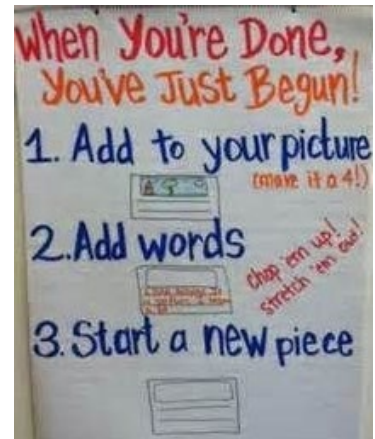 When You're Done,
You've Just Begun!
1. Add to your picture
(make it a 4!)
2. Add words
chop 'em up!
stretch 'em out!
3. Start a new piece